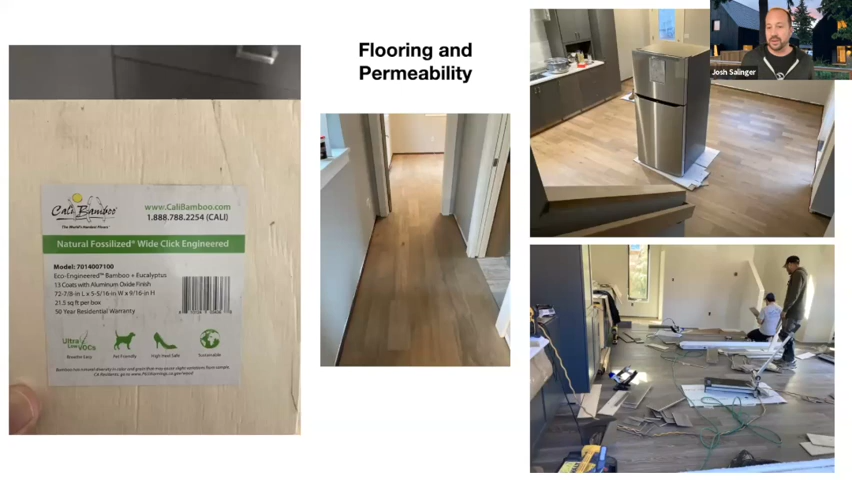 Flooring and
Permeability
Josh Salinger
Cali Bamboo
The World's Hardest Floors
www.CaliBamboo.com
1.888.788.2254 (CALI)
Natural Fossilized® Wide Click Engineered
Model: 7014007100
Eco-Engineered™ Bamboo + Eucalyptus
13 Coats with Aluminum Oxide Finish
72-7/8-in L x 5-5/16-in W x 9/16-in H
21.5 sq ft per box
50 Year Residential Warranty
Ultra Low VOCs
Breathe Easy
Pet Friendly
High Heel Safe
Sustainable